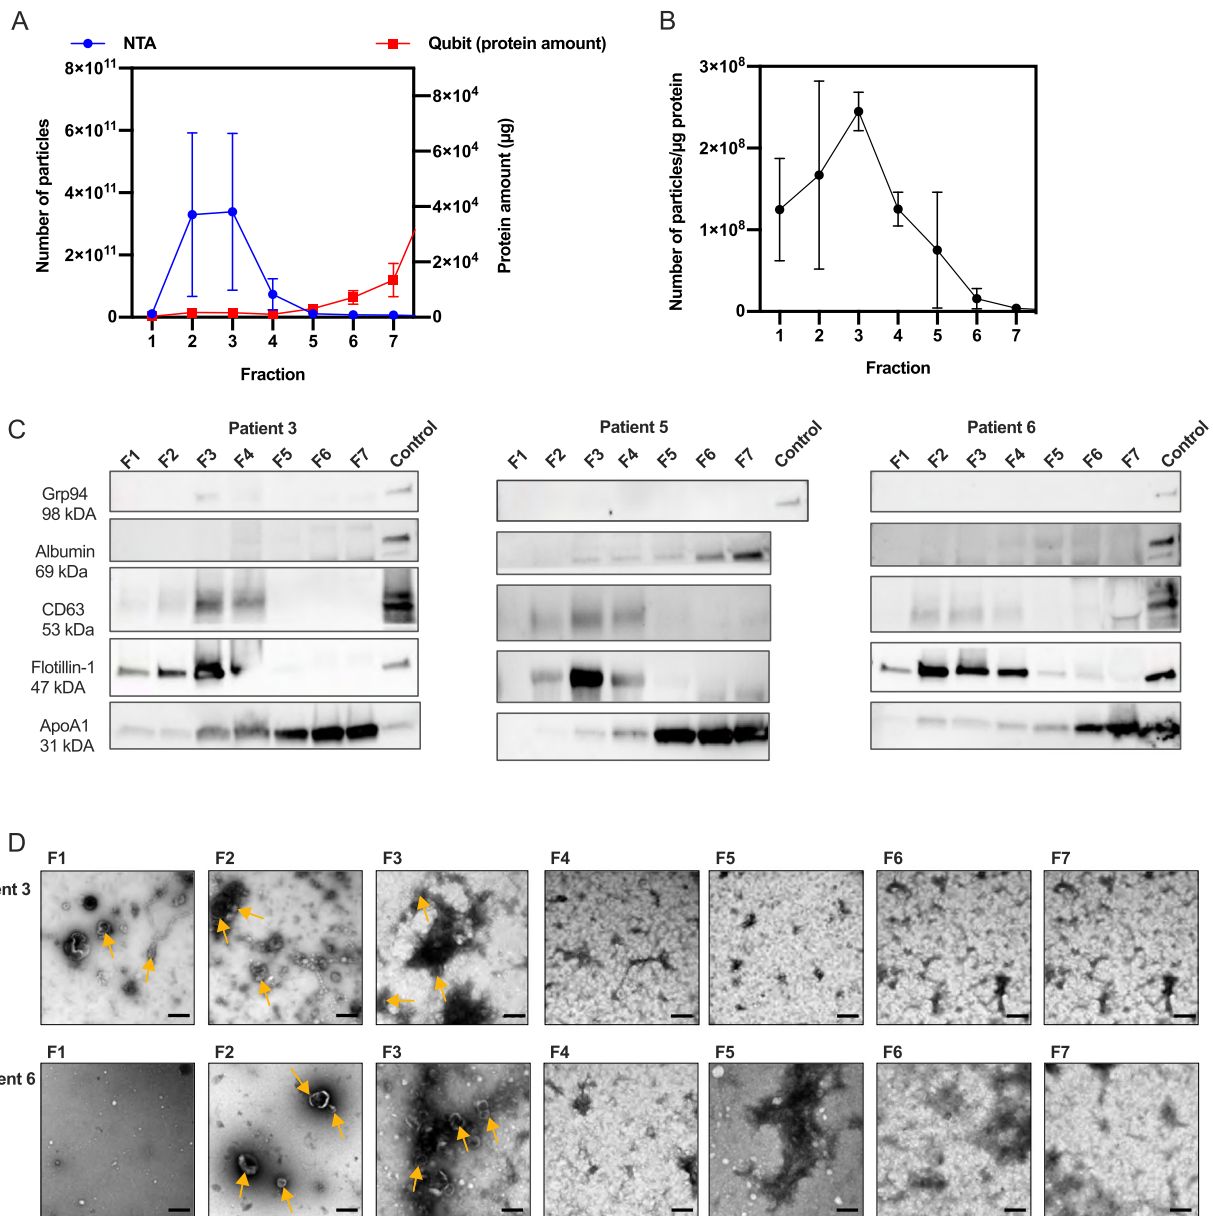 A
B
NTA
Qubit (protein amount)
8×10¹¹
6×10¹¹
4×10¹¹
2×10¹¹
0
Number of particles
8×10⁴
6×10⁴
4×10⁴
2×10⁴
0
Protein amount (μg)
1 2 3 4 5 6 7
Fraction
3×10⁸
2×10⁸
1×10⁸
0
Number of particles/μg protein
1 2 3 4 5 6 7
Fraction
C
Patient 3
F1 F2 F3 F4 F5 F6 F7 Control
Patient 5
F1 F2 F3 F4 F5 F6 F7 Control
Patient 6
F1 F2 F3 F4 F5 F6 F7 Control
Grp94
98 kDA
Albumin
69 kDa
CD63
53 kDa
Flotillin-1
47 kDA
ApoA1
31 kDA
D
F1 F2 F3 F4 F5 F6 F7
ent 3
F1 F2 F3 F4 F5 F6 F7
ent 6